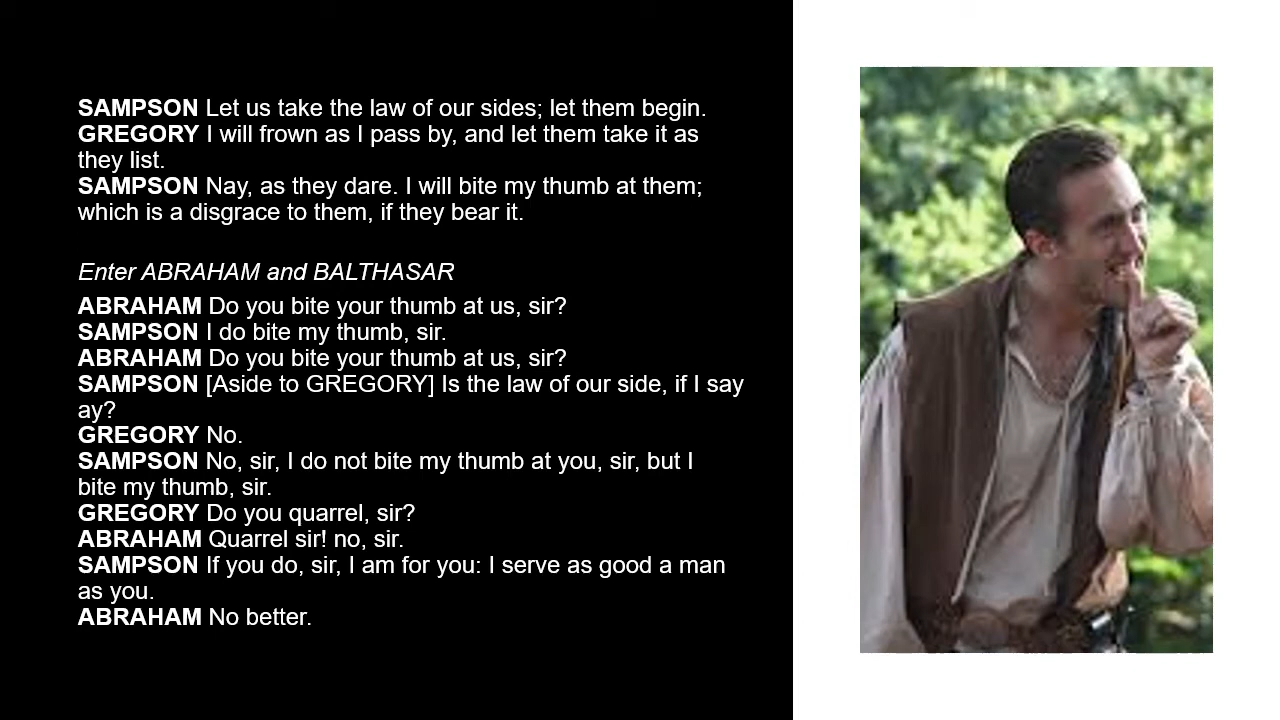 SAMPSON Let us take the law of our sides; let them begin.
GREGORY I will frown as I pass by, and let them take it as
they list.
SAMPSON Nay, as they dare. I will bite my thumb at them;
which is a disgrace to them, if they bear it.
Enter ABRAHAM and BALTHASAR
ABRAHAM Do you bite your thumb at us, sir?
SAMPSON I do bite my thumb, sir.
ABRAHAM Do you bite your thumb at us, sir?
SAMPSON [Aside to GREGORY] Is the law of our side, if I say
ay?
GREGORY No.
SAMPSON No, sir, I do not bite my thumb at you, sir, but I
bite my thumb, sir.
GREGORY Do you quarrel, sir?
ABRAHAM Quarrel sir! no, sir.
SAMPSON If you do, sir, I am for you: I serve as good a man
as you.
ABRAHAM No better.